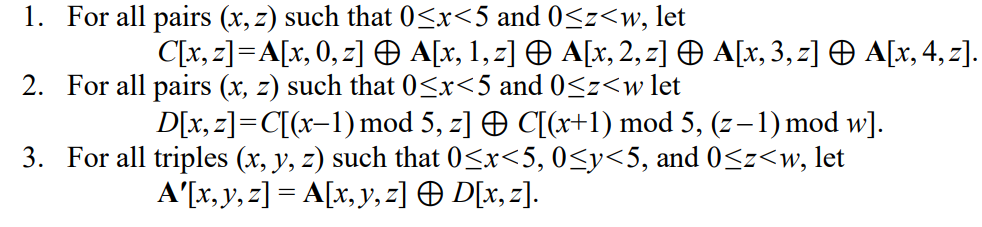 1. For all pairs (x, z) such that 0≤x<5 and 0≤z<w, let
C[x, z]=A[x, 0, z] ⊕ A[x, 1, z] ⊕ A[x, 2, z] ⊕ A[x, 3, z] ⊕ A[x, 4, z].
2. For all pairs (x, z) such that 0≤x<5 and 0≤z<w let
D[x, z]=C[(x−1) mod 5, z] ⊕ C[(x+1) mod 5, (z−1) mod w].
3. For all triples (x, y, z) such that 0≤x<5, 0≤y<5, and 0≤z<w, let
A′[x, y, z] = A[x, y, z] ⊕ D[x, z].